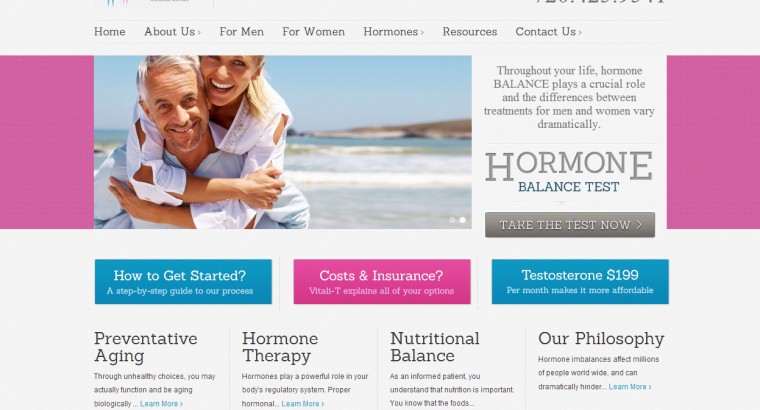 Home About Us › For Men For Women Hormones › Resources Contact Us ›
Throughout your life, hormone
BALANCE plays a crucial role
and the differences between
treatments for men and women vary
dramatically.
HORMONE
BALANCE TEST
TAKE THE TEST NOW ›
How to Get Started?
A step-by-step guide to our process
Costs & Insurance?
Vitali-T explains all of your options
Testosterone $199
Per month makes it more affordable
Preventative
Aging
Through unhealthy choices, you may
actually function and be aging
biologically ... Learn More ›
Hormone
Therapy
Hormones play a powerful role in your
body's regulatory system. Proper
hormonal... Learn More ›
Nutritional
Balance
As an informed patient, you
understand that nutrition is important.
You know that the foods...
Our Philosophy
Hormone imbalances affect millions
of people world wide, and can
dramatically hinder... Learn More ›